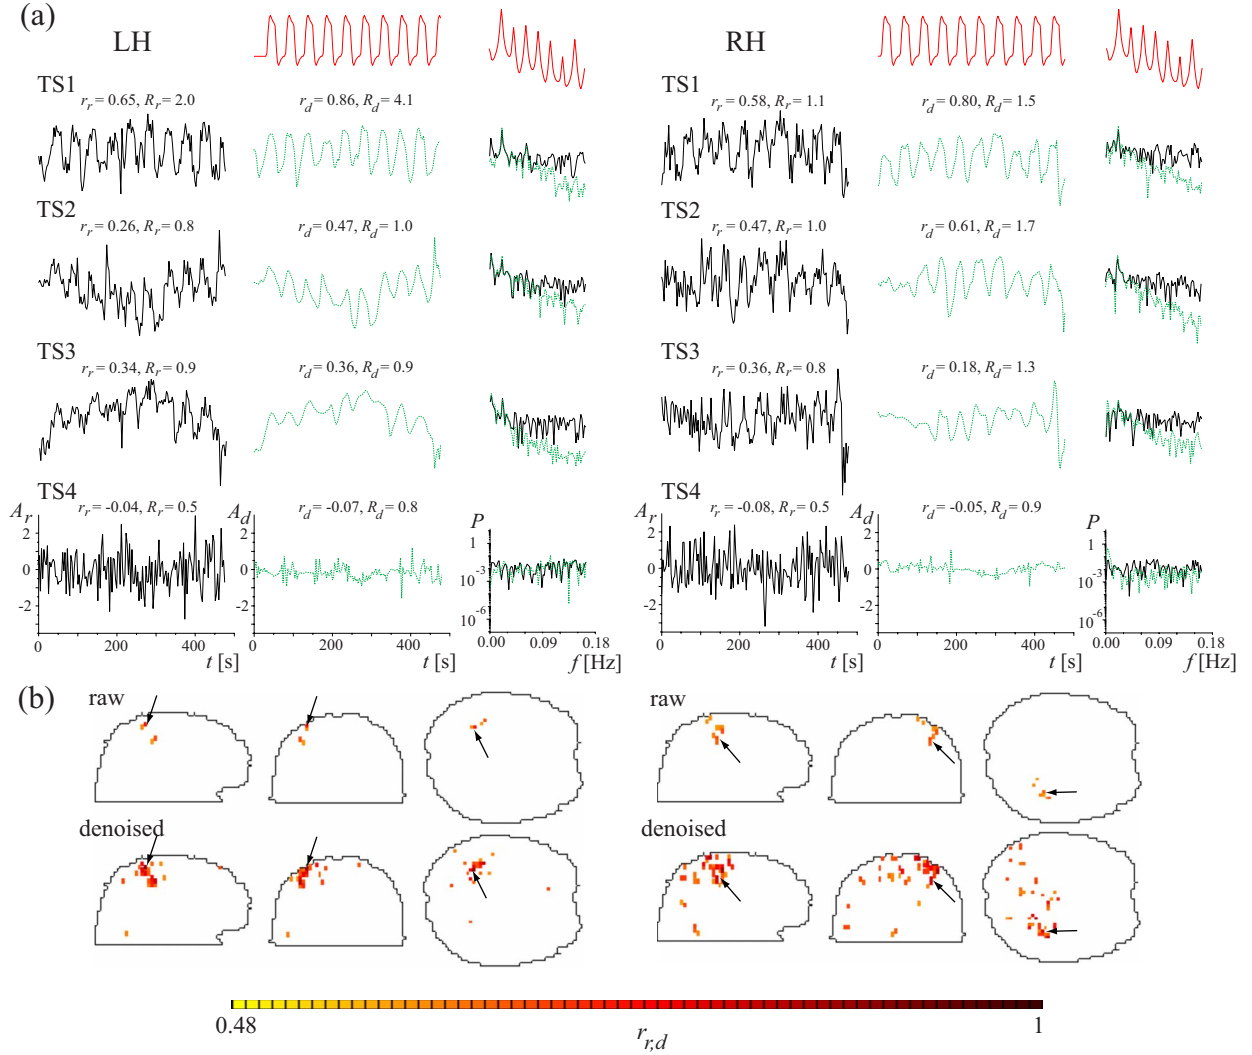 (a)
LH
RH
TS1
TS1
r_r = 0.65, R_r = 2.0
r_d = 0.86, R_d = 4.1
r_r = 0.58, R_r = 1.1
r_d = 0.80, R_d = 1.5
TS2
TS2
r_r = 0.26, R_r = 0.8
r_d = 0.47, R_d = 1.0
r_r = 0.47, R_r = 1.0
r_d = 0.61, R_d = 1.7
TS3
TS3
r_r = 0.34, R_r = 0.9
r_d = 0.36, R_d = 0.9
r_r = 0.36, R_r = 0.8
r_d = 0.18, R_d = 1.3
TS4
TS4
r_r = -0.04, R_r = 0.5
r_d = -0.07, R_d = 0.8
r_r = -0.08, R_r = 0.5
r_d = -0.05, R_d = 0.9
A_r
A_d
P
A_r
A_d
P
2
2
10^0
2
2
10^0
0
0
10^-3
0
0
10^-3
-2
-2
10^-6
-2
-2
10^-6
0 200 400
0 200 400
0.00 0.09 0.18
0 200 400
0 200 400
0.00 0.09 0.18
t [s]
t [s]
f [Hz]
t [s]
t [s]
f [Hz]
(b)
raw
raw
denoised
denoised
0.48
1
r_r,d